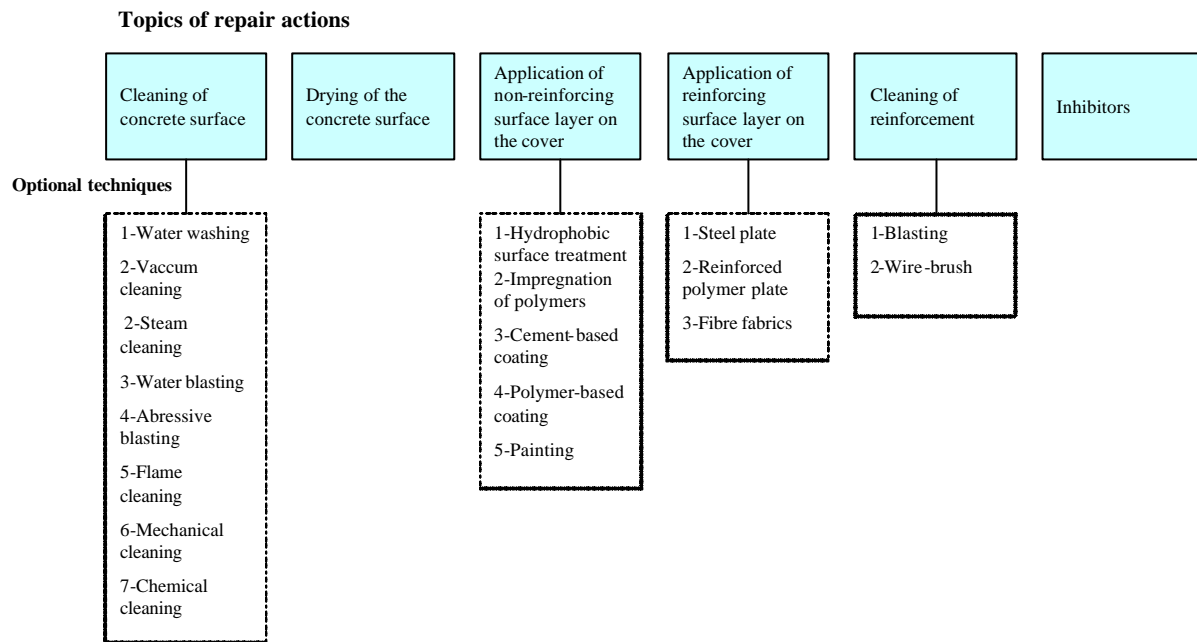 Topics of repair actions
Cleaning of
concrete surface
Drying of the
concrete surface
Application of
non-reinforcing
surface layer on
the cover
Application of
reinforcing
surface layer on
the cover
Cleaning of
reinforcement
Inhibitors
Optional techniques
1-Water washing
2-Vaccum
cleaning
2-Steam
cleaning
3-Water blasting
4-Abressive
blasting
5-Flame
cleaning
6-Mechanical
cleaning
7-Chemical
cleaning
1-Hydrophobic
surface treatment
2-Impregnation
of polymers
3-Cement-based
coating
4-Polymer-based
coating
5-Painting
1-Steel plate
2-Reinforced
polymer plate
3-Fibre fabrics
1-Blasting
2-Wire-brush